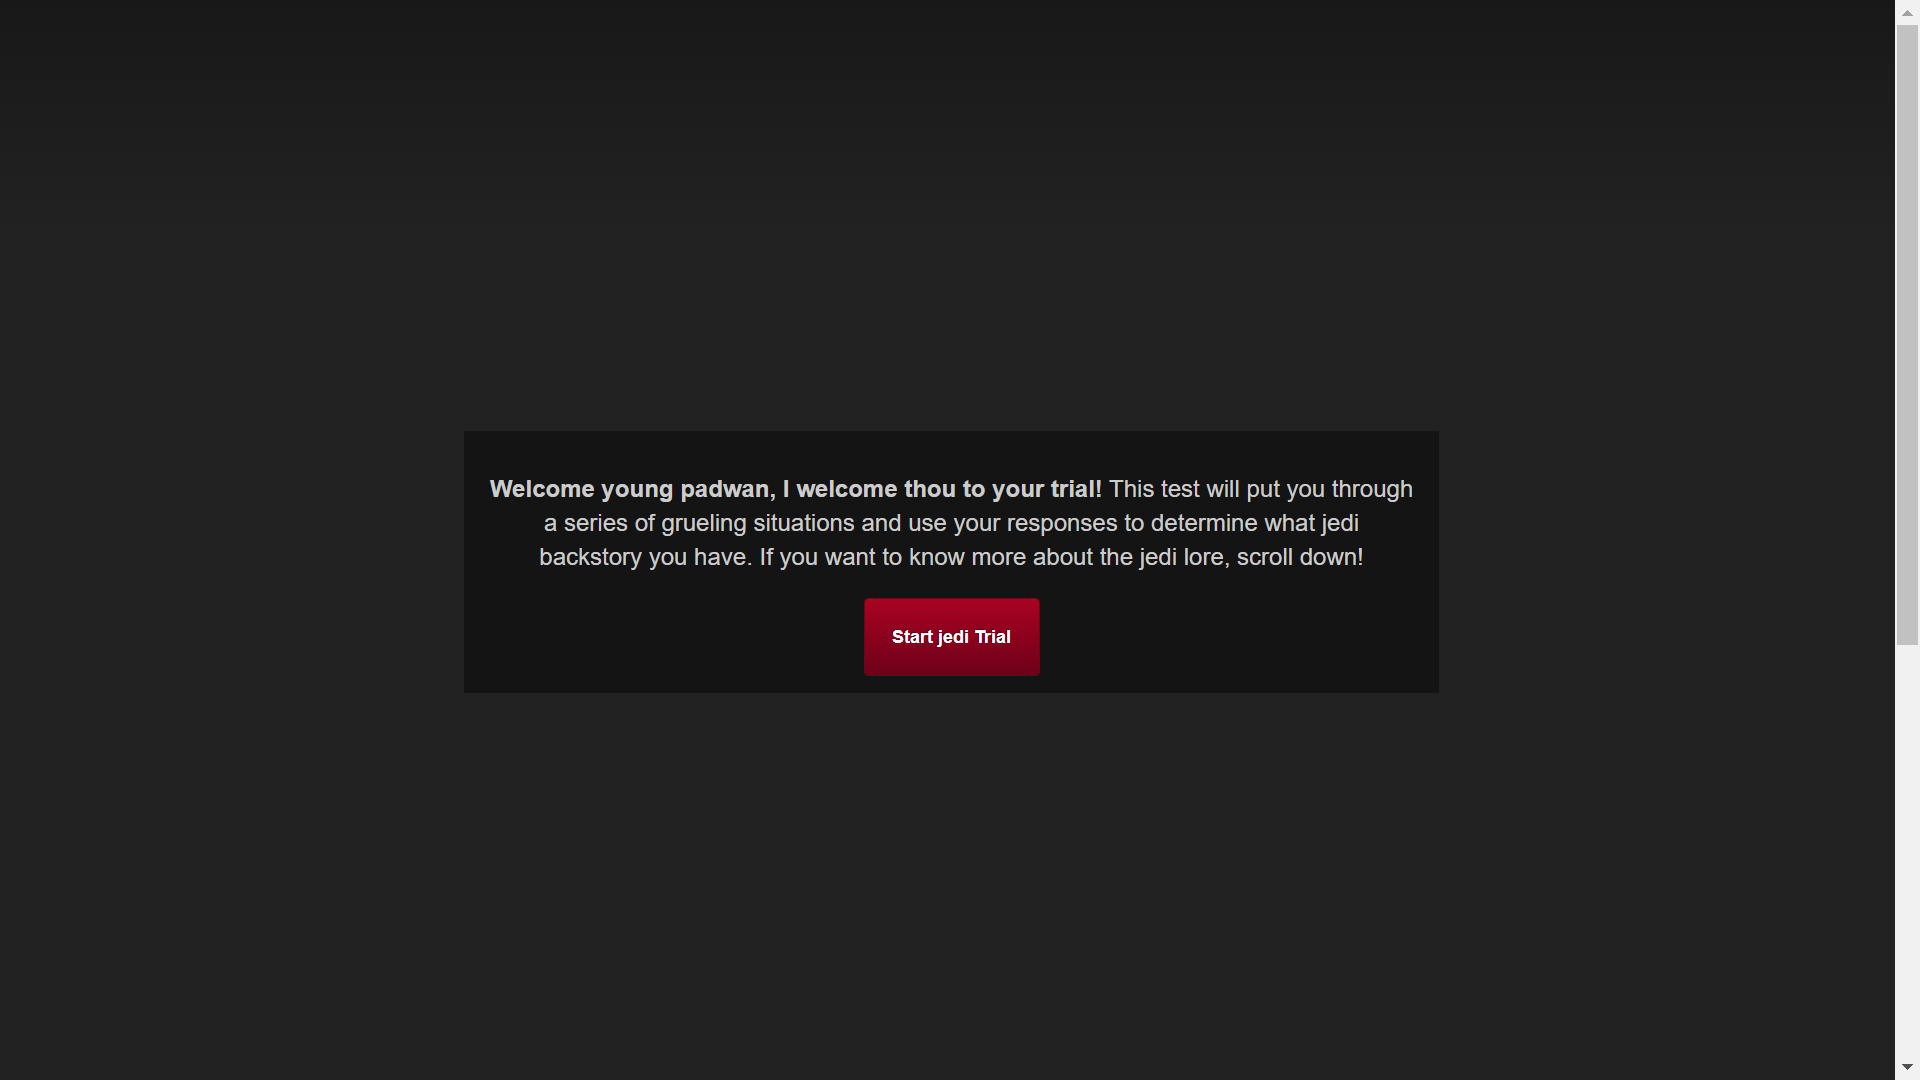 Welcome young padwan, I welcome thou to your trial! This test will put you through
a series of grueling situations and use your responses to determine what jedi
backstory you have. If you want to know more about the jedi lore, scroll down!
Start jedi Trial